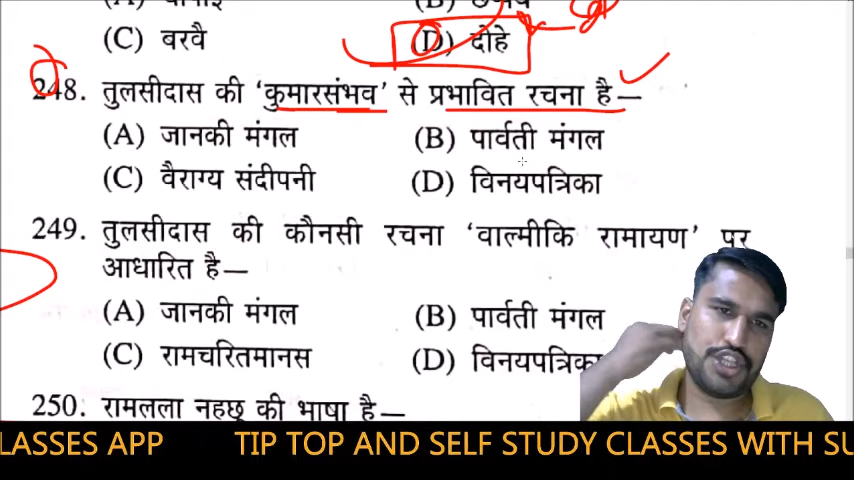 (C) बरवै (D) दोहे
248. तुलसीदास की 'कुमारसंभव' से प्रभावित रचना है—
(A) जानकी मंगल (B) पार्वती मंगल
(C) वैराग्य संदीपनी (D) विनयपत्रिका
249. तुलसीदास की कौनसी रचना 'वाल्मीकि रामायण' पर
आधारित है—
(A) जानकी मंगल (B) पार्वती मंगल
(C) रामचरितमानस (D) विनयपत्रिका
250. रामलला नहछू की भाषा है—
LASSES APP TIP TOP AND SELF STUDY CLASSES WITH SU